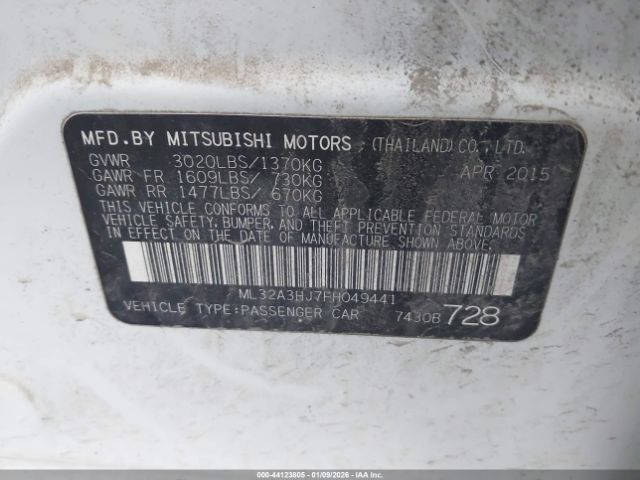 MFD.BY MITSUBISHI MOTORS (THAILAND)CO., LTD.
GVWR 3020LBS/1370KG APR 2015
GAWR FR 1609LBS/ 730KG
GAWR RR 1477LBS/ 670KG
THIS VEHICLE CONFORMS TO ALL APPLICABLE FEDERAL MOTOR
VEHICLE SAFETY, BUMPER, AND THEFT PREVENTION STANDARDS
IN EFFECT ON THE DATE OF MANUFACTURE SHOWN ABOVE.
ML32A3HJ7FH049441
VEHICLE TYPE:PASSENGER CAR 7430B 728
000-44123805 - 01/09/2026 - IAAI.COM